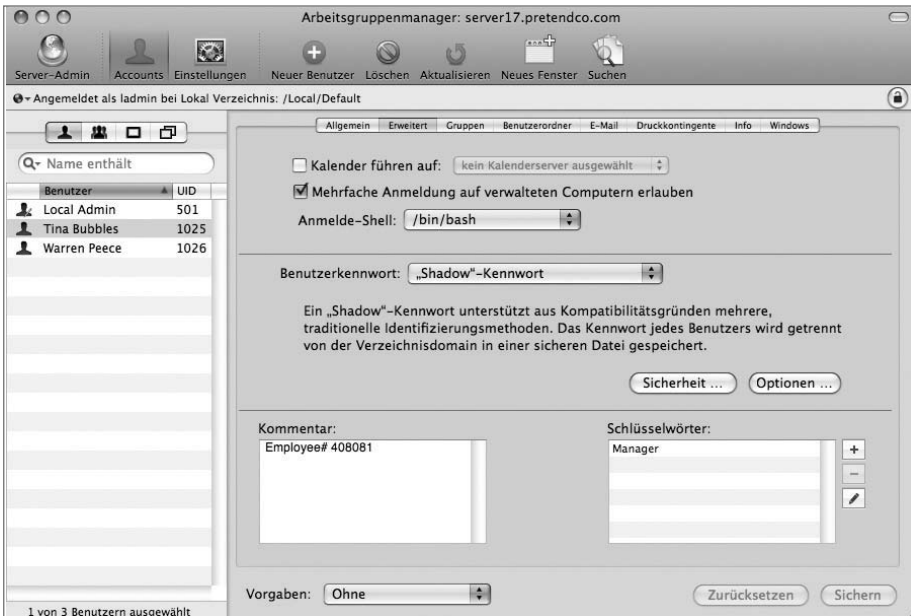 Arbeitsgruppenmanager: server17.pretendco.com
Server-Admin Accounts Einstellungen Neuer Benutzer Löschen Aktualisieren Neues Fenster Suchen
Angemeldet als ladmin bei Lokal Verzeichnis: /Local/Default
Allgemein Erweitert Gruppen Benutzerordner E-Mail Druckkontingente Info Windows
Name enthält
Benutzer UID
Local Admin 501
Tina Bubbles 1025
Warren Peece 1026
1 von 3 Benutzern ausgewählt
Kalender führen auf: kein Kalenderserver ausgewählt
Mehrfache Anmeldung auf verwalteten Computern erlauben
Anmelde-Shell: /bin/bash
Benutzerkennwort: „Shadow“-Kennwort
Ein „Shadow“-Kennwort unterstützt aus Kompatibilitätsgründen mehrere,
traditionelle Identifizierungsmethoden. Das Kennwort jedes Benutzers wird getrennt
von der Verzeichnisdomain in einer sicheren Datei gespeichert.
Sicherheit ... Optionen ...
Kommentar: Schlüsselwörter:
Employee# 408081 Manager
Vorgaben: Ohne Zurücksetzen Sichern